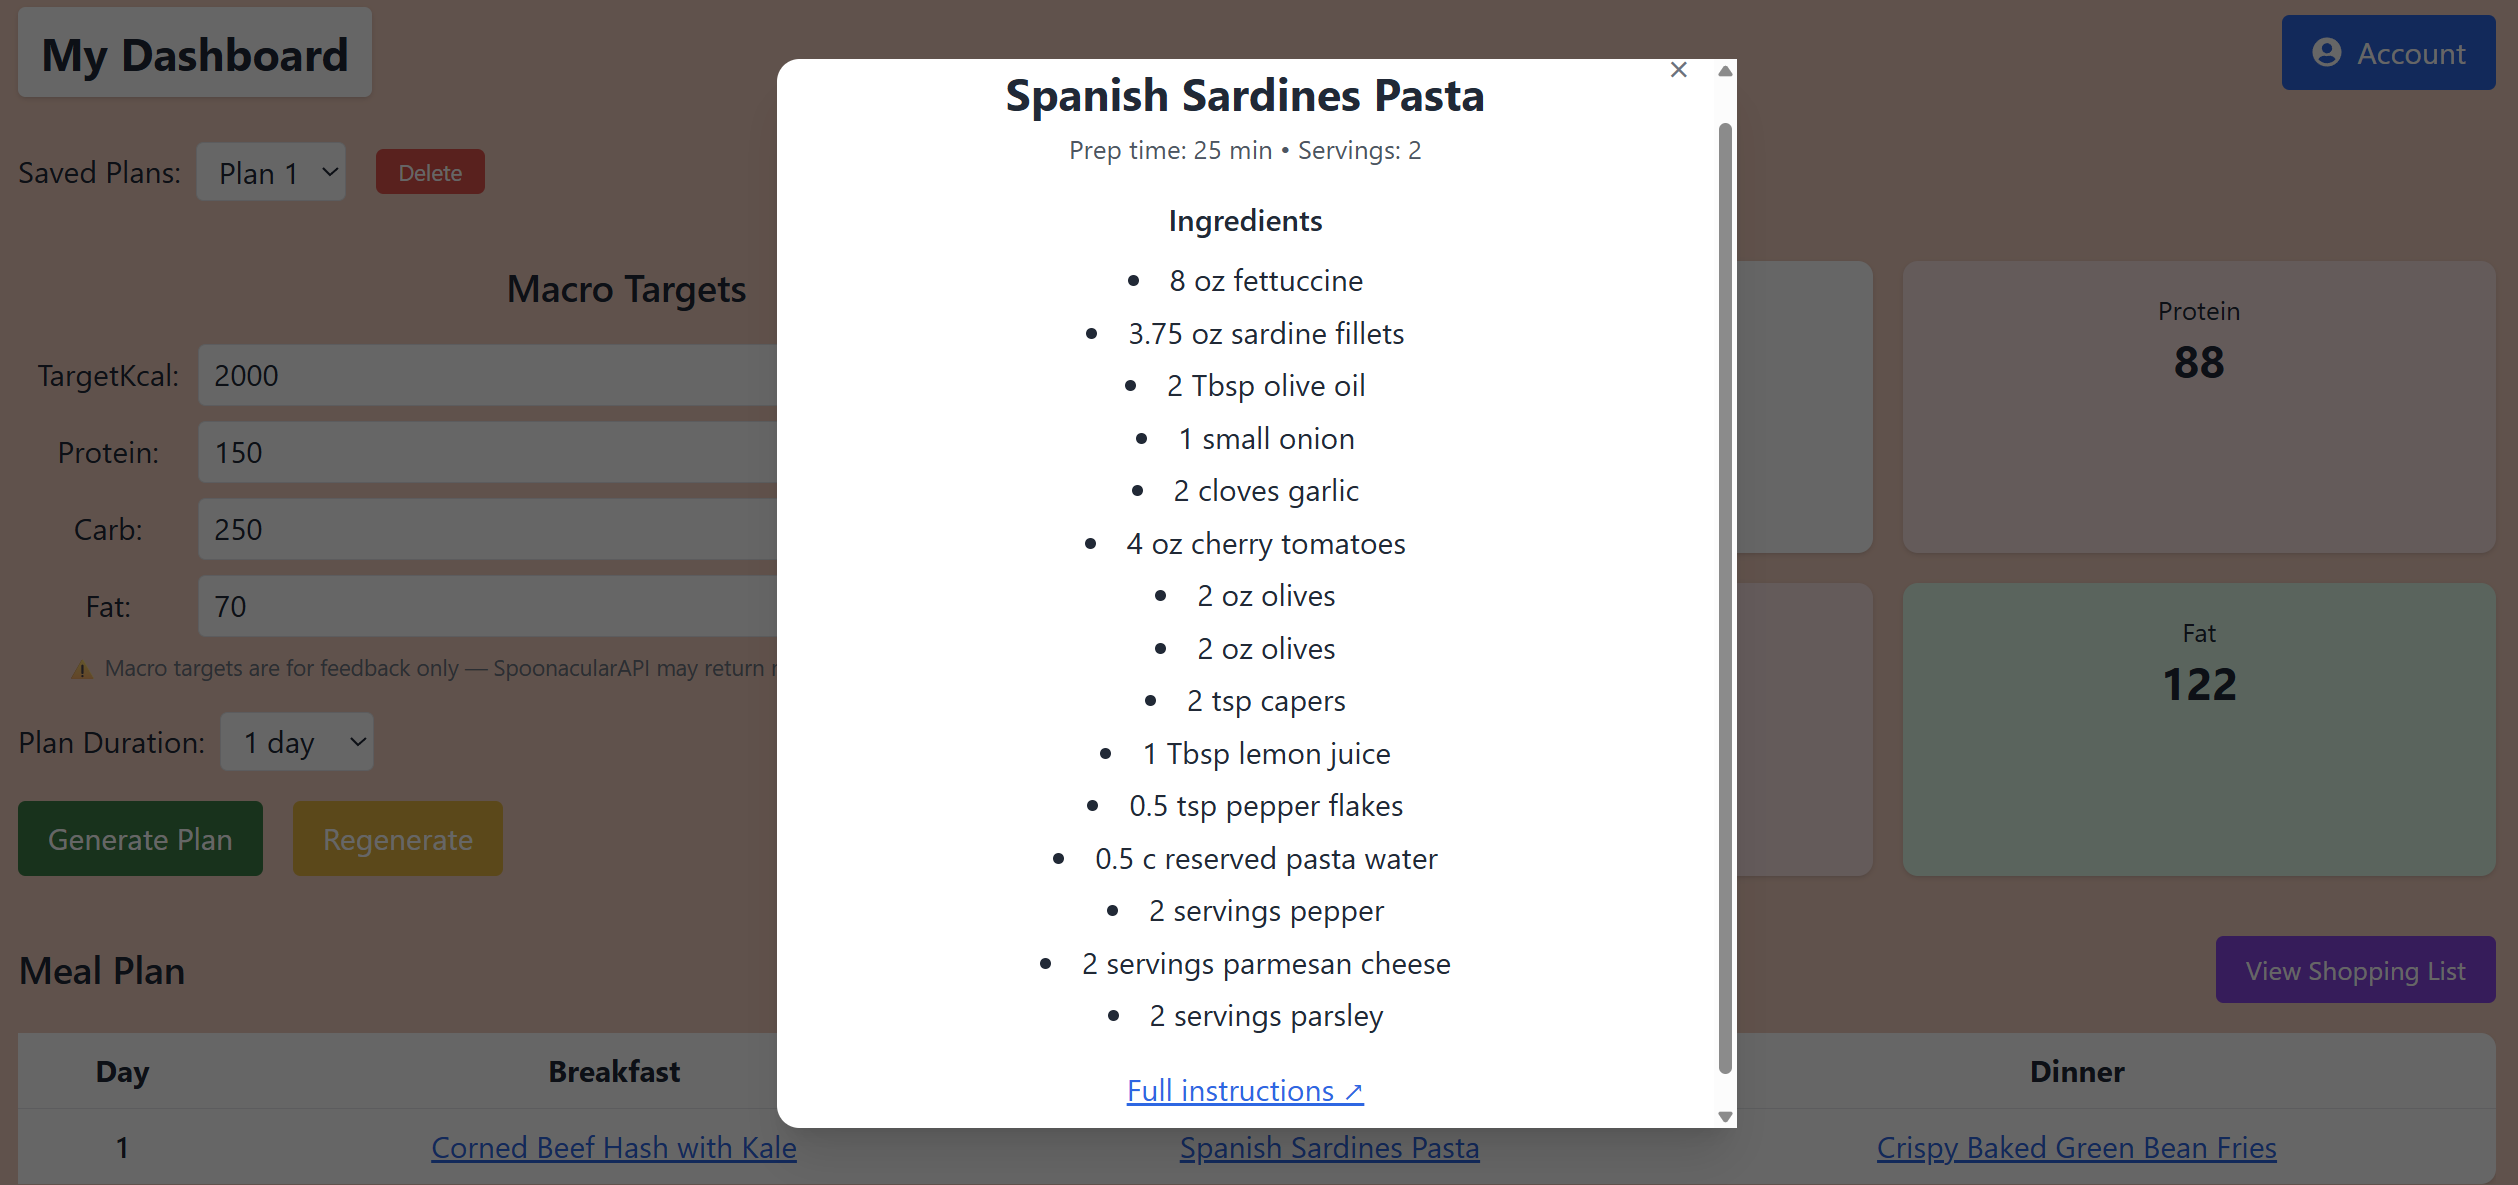 My Dashboard
Account
Saved Plans: Plan 1 Delete
Macro Targets
TargetKcal: 2000
Protein: 150
Carb: 250
Fat: 70
⚠ Macro targets are for feedback only — SpoonacularAPI may return
Plan Duration: 1 day
Generate Plan Regenerate
Spanish Sardines Pasta
Prep time: 25 min • Servings: 2
Ingredients
• 8 oz fettuccine
• 3.75 oz sardine fillets
• 2 Tbsp olive oil
• 1 small onion
• 2 cloves garlic
• 4 oz cherry tomatoes
• 2 oz olives
• 2 oz olives
• 2 tsp capers
• 1 Tbsp lemon juice
• 0.5 tsp pepper flakes
• 0.5 c reserved pasta water
• 2 servings pepper
• 2 servings parmesan cheese
• 2 servings parsley
Full instructions ↗
Protein
88
Fat
122
Meal Plan
View Shopping List
Day Breakfast Dinner
1 Corned Beef Hash with Kale Spanish Sardines Pasta Crispy Baked Green Bean Fries